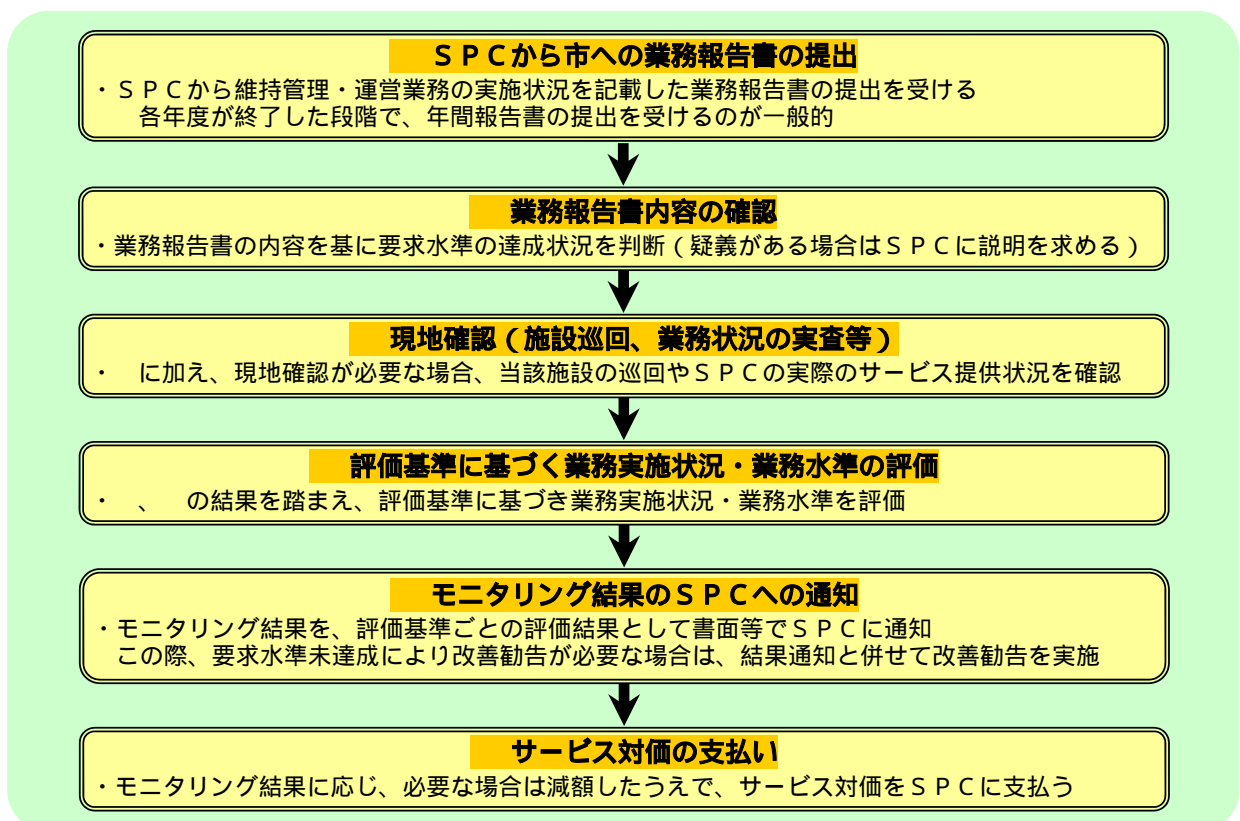 ＳＰＣから市への業務報告書の提出
・ＳＰＣから維持管理・運営業務の実施状況を記載した業務報告書の提出を受ける
各年度が終了した段階で、年間報告書の提出を受けるのが一般的
業務報告書内容の確認
・業務報告書の内容を基に要求水準の達成状況を判断（疑義がある場合はＳＰＣに説明を求める）
現地確認（施設巡回、業務状況の実査等）
・　に加え、現地確認が必要な場合、当該施設の巡回やＳＰＣの実際のサービス提供状況を確認
評価基準に基づく業務実施状況・業務水準の評価
・　、　の結果を踏まえ、評価基準に基づき業務実施状況・業務水準を評価
モニタリング結果のＳＰＣへの通知
・モニタリング結果を、評価基準ごとの評価結果として書面等でＳＰＣに通知
この際、要求水準未達成により改善勧告が必要な場合は、結果通知と併せて改善勧告を実施
サービス対価の支払い
・モニタリング結果に応じ、必要な場合は減額したうえで、サービス対価をＳＰＣに支払う